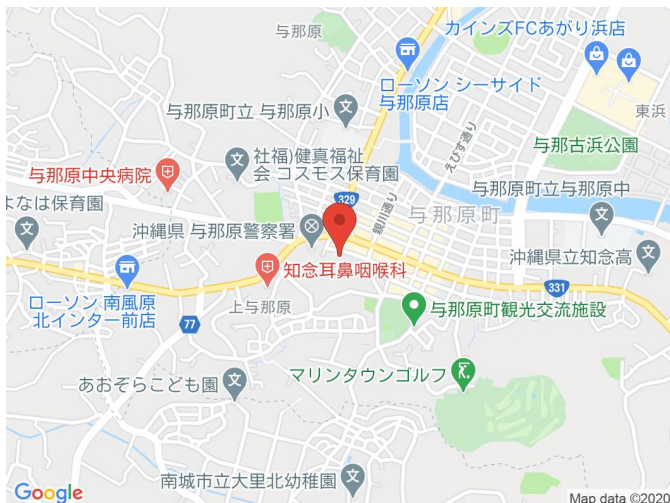 カインズFCあがり浜店
与那原
ローソン シーサイド
与那原店
東浜
与那原町立 与那原小
えびす通り
与那古浜公園
社福)健真福祉
会 コスモス保育園
与那原中央病院
329
親川通り
与那原町立与那原中
よなは保育園
与那原町
沖縄県 与那原警察署
沖縄県立知念高
知念耳鼻咽喉科
331
ローソン 南風原
北インター前店
上与那原
77
与那原町観光交流施設
マリンタウンゴルフ
あおぞらこども園
南城市立大里北幼稚園
Google
Map data ©2020